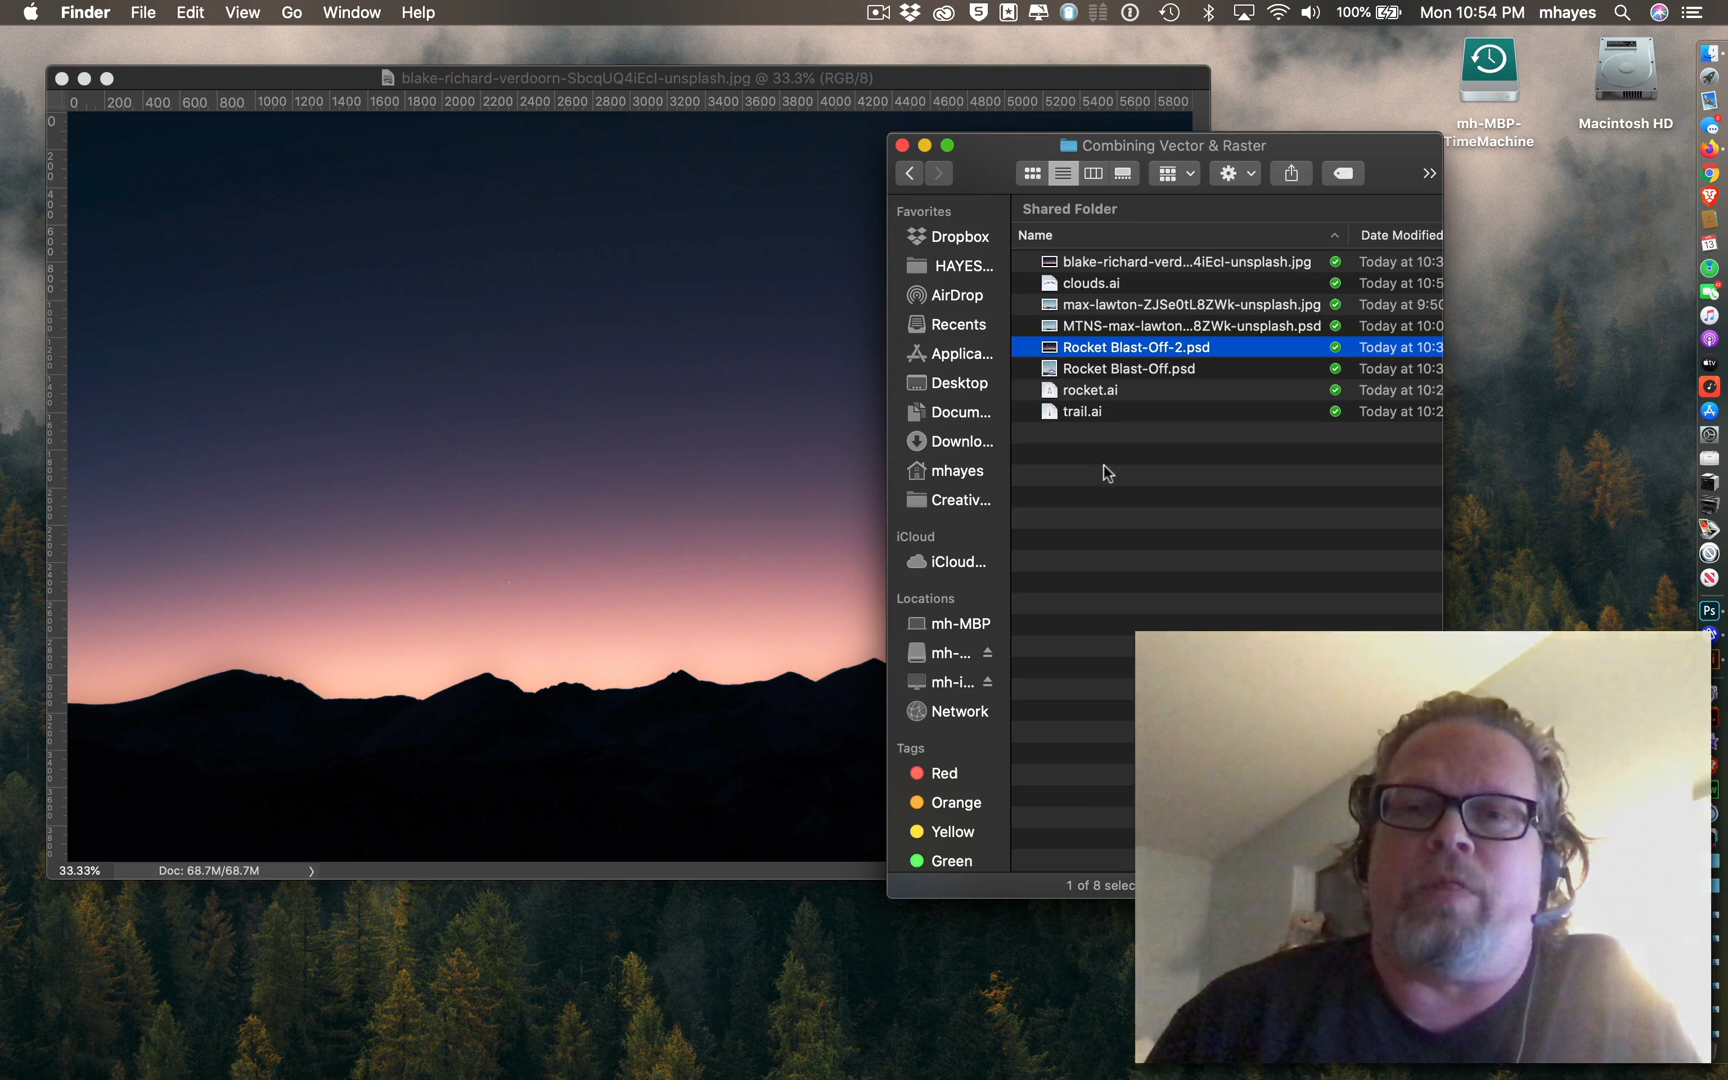 Finder File Edit View Go Window Help 100% Mon 10:54 PM mhayes
blake-richard-verdoorn-SbcqUQ4iEcI-unsplash.jpg @ 33.3% (RGB/8)
0 200 400 600 800 1000 1200 1400 1600 1800 2000 2200 2400 2600 2800 3000 3200 3400 3600 3800 4000 4200 4400 4600 4800 5000 5200 5400 5600 5800
33.33% Doc: 68.7M/68.7M
Combining Vector & Raster
Shared Folder
Name Date Modified
blake-richard-verd...4iEcI-unsplash.jpg Today at 10:3
clouds.ai Today at 10:5
max-lawton-ZJSe0tL8ZWk-unsplash.jpg Today at 9:50
MTNS-max-lawton...8ZWk-unsplash.psd Today at 10:0
Rocket Blast-Off-2.psd Today at 10:3
Rocket Blast-Off.psd Today at 10:3
rocket.ai Today at 10:2
trail.ai Today at 10:2
Favorites
Dropbox
HAYES...
AirDrop
Recents
Applica...
Desktop
Docum...
Downlo...
mhayes
Creativ...
iCloud
iCloud...
Locations
mh-MBP
mh-...
mh-i...
Network
Tags
Red
Orange
Yellow
Green
1 of 8 selec
mh-MBP-
TimeMachine
Macintosh HD
13
tv
Ps